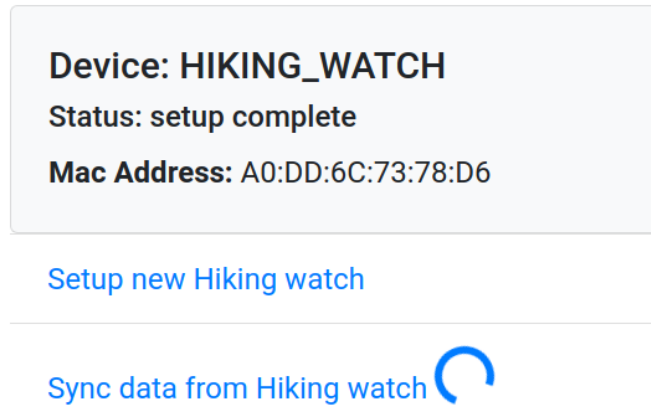 Device: HIKING_WATCH
Status: setup complete
Mac Address: A0:DD:6C:73:78:D6
Setup new Hiking watch
Sync data from Hiking watch